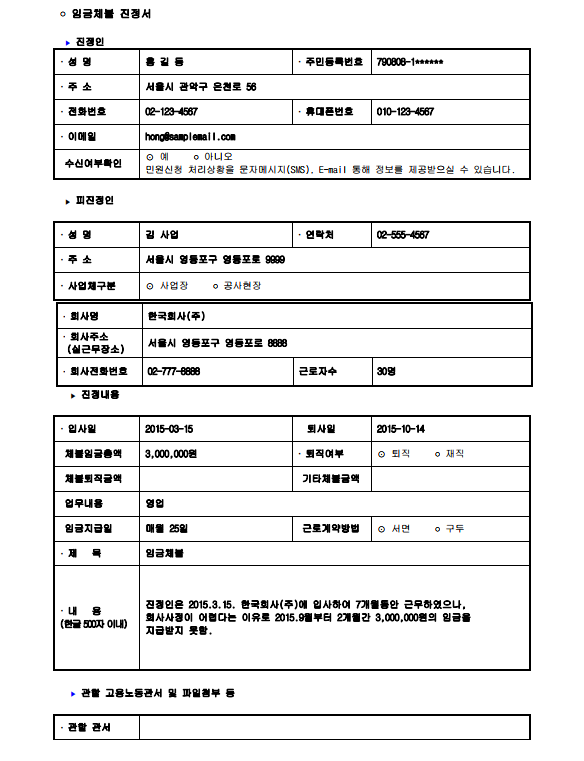 ○ 임금체불 진정서
▶ 진정인
· 성 명 홍 길 동 · 주민등록번호 790808-1******
· 주 소 서울시 관악구 은천로 56
· 전화번호 02-123-4567 · 휴대폰번호 010-123-4567
· 이메일 hong@samplemail.com
수신여부확인 ⊙ 예 ○ 아니오
민원신청 처리상황을 문자메시지(SMS), E-mail 통해 정보를 제공받으실 수 있습니다.
▶ 피진정인
· 성 명 김 사업 · 연락처 02-555-4567
· 주 소 서울시 영등포구 영등포로 9999
· 사업체구분 ⊙ 사업장 ○ 공사현장
· 회사명 한국회사(주)
· 회사주소
(실근무장소) 서울시 영등포구 영등포로 8888
· 회사전화번호 02-777-8888 근로자수 30명
▶ 진정내용
· 입사일 2015-03-15 퇴사일 2015-10-14
체불임금총액 3,000,000원 · 퇴직여부 ⊙ 퇴직 ○ 재직
체불퇴직금액 기타체불금액
업무내용 영업
임금지급일 매월 25일 근로계약방법 ⊙ 서면 ○ 구두
· 제 목 임금체불
· 내 용
(한글 500자 이내)
진정인은 2015.3.15. 한국회사(주)에 입사하여 7개월동안 근무하였으나,
회사사정이 어렵다는 이유로 2015.9월부터 2개월간 3,000,000원의 임금을
지급받지 못함.
▶ 관할 고용노동관서 및 파일첨부 등
· 관할 관서